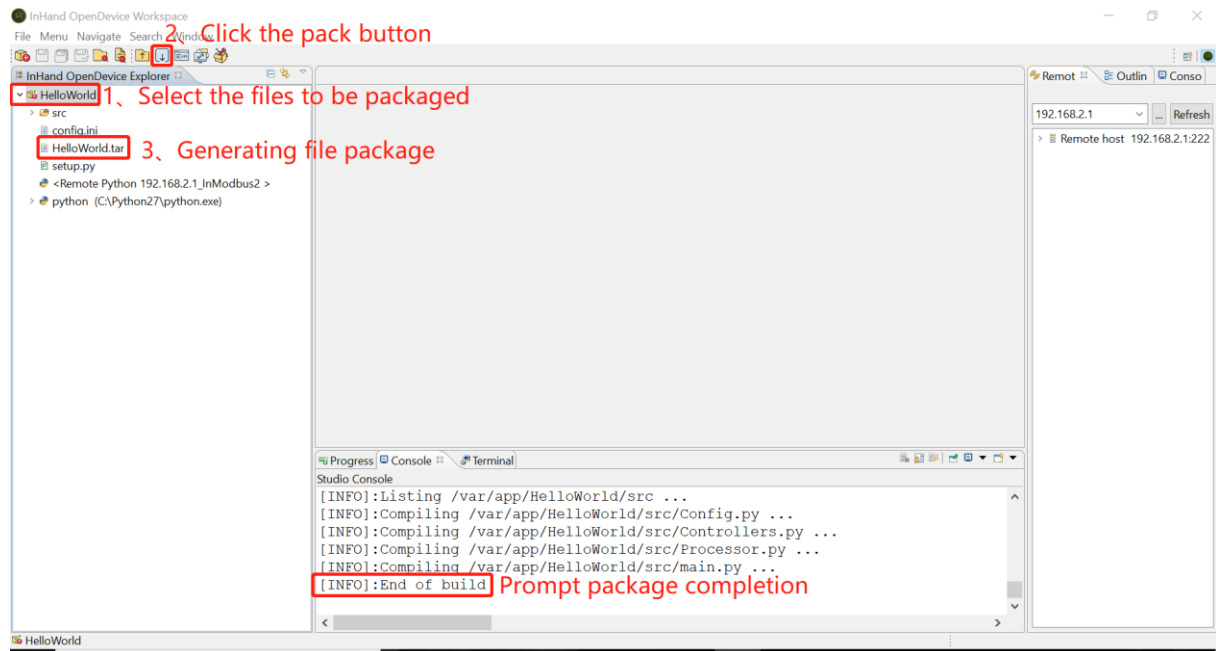 InHand OpenDevice Workspace
File Menu Navigate Search Window
2、Click the pack button
InHand OpenDevice Explorer
HelloWorld
1、Select the files to be packaged
src
config.ini
HelloWorld.tar
3、Generating file package
setup.py
<Remote Python 192.168.2.1_InModbus2 >
python (C:\Python27\python.exe)
Remot Outlin Conso
192.168.2.1 ... Refresh
Remote host 192.168.2.1:222
Progress Console Terminal
Studio Console
[INFO]:Listing /var/app/HelloWorld/src ...
[INFO]:Compiling /var/app/HelloWorld/src/Config.py ...
[INFO]:Compiling /var/app/HelloWorld/src/Controllers.py ...
[INFO]:Compiling /var/app/HelloWorld/src/Processor.py ...
[INFO]:Compiling /var/app/HelloWorld/src/main.py ...
[INFO]:End of build
Prompt package completion
HelloWorld